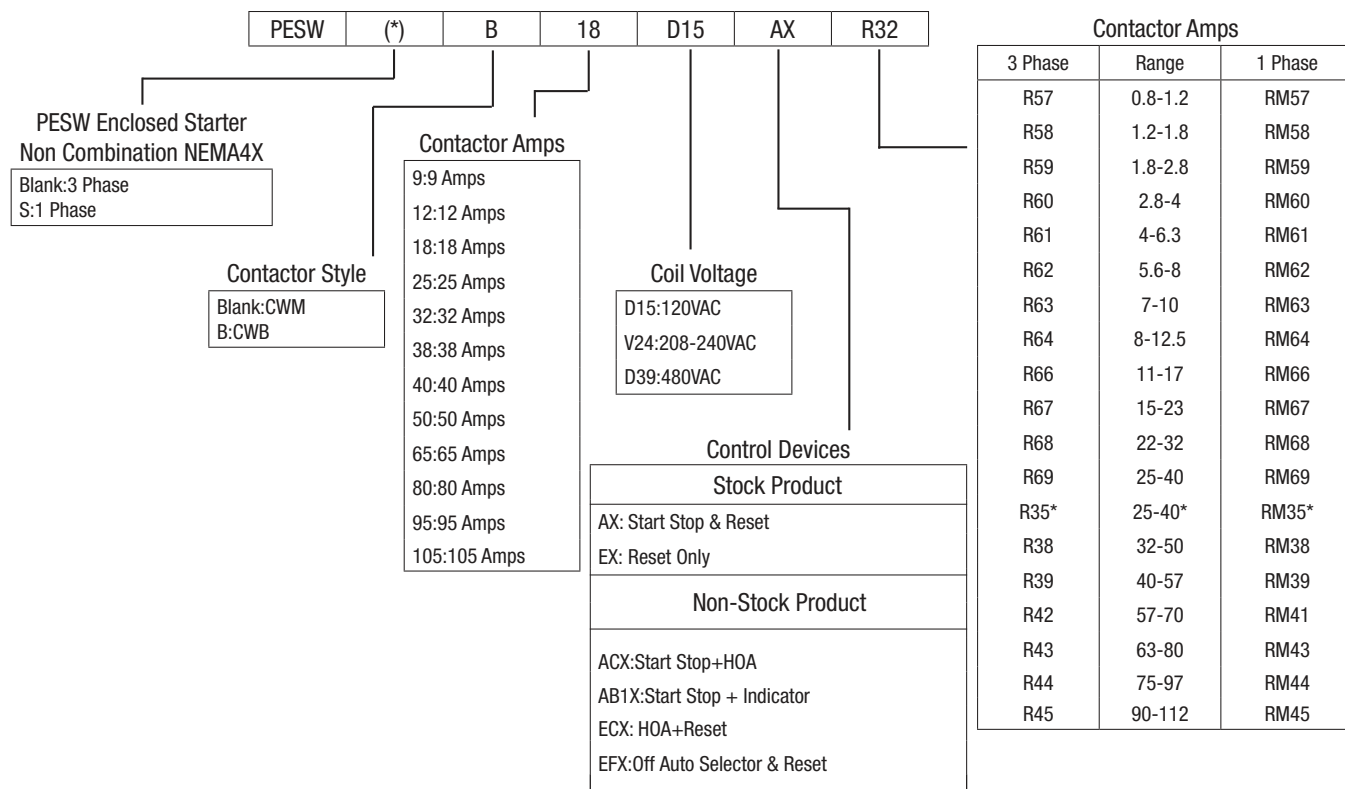 PESW (*) B 18 D15 AX R32
PESW Enclosed Starter
Non Combination NEMA4X
Blank:3 Phase
S:1 Phase
Contactor Style
Blank:CWM
B:CWB
Contactor Amps
9:9 Amps
12:12 Amps
18:18 Amps
25:25 Amps
32:32 Amps
38:38 Amps
40:40 Amps
50:50 Amps
65:65 Amps
80:80 Amps
95:95 Amps
105:105 Amps
Coil Voltage
D15:120VAC
V24:208-240VAC
D39:480VAC
Control Devices
Stock Product
AX: Start Stop & Reset
EX: Reset Only
Non-Stock Product
ACX:Start Stop+HOA
AB1X:Start Stop + Indicator
ECX: HOA+Reset
EFX:Off Auto Selector & Reset
Contactor Amps
3 Phase Range 1 Phase
R57 0.8-1.2 RM57
R58 1.2-1.8 RM58
R59 1.8-2.8 RM59
R60 2.8-4 RM60
R61 4-6.3 RM61
R62 5.6-8 RM62
R63 7-10 RM63
R64 8-12.5 RM64
R66 11-17 RM66
R67 15-23 RM67
R68 22-32 RM68
R69 25-40 RM69
R35* 25-40* RM35*
R38 32-50 RM38
R39 40-57 RM39
R42 57-70 RM41
R43 63-80 RM43
R44 75-97 RM44
R45 90-112 RM45